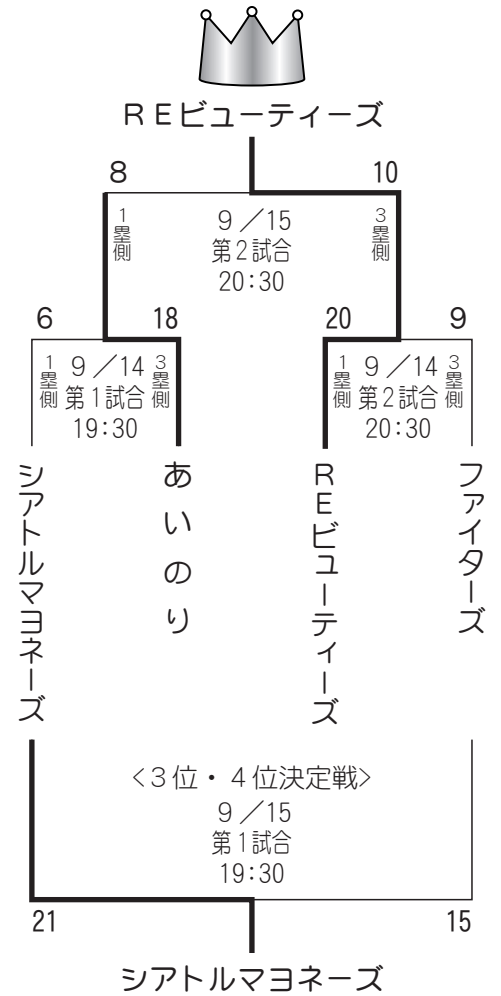 ＲＥビューティーズ
8
10
1塁側
9／15
第2試合
20:30
3塁側
6
18
20
9
1塁側
9／14
第1試合
19:30
3塁側
1塁側
9／14
第2試合
20:30
3塁側
シアトルマヨネーズ
あいのり
ＲＥビューティーズ
ファイターズ
<３位・４位決定戦>
9／15
第1試合
19:30
21
15
シアトルマヨネーズ